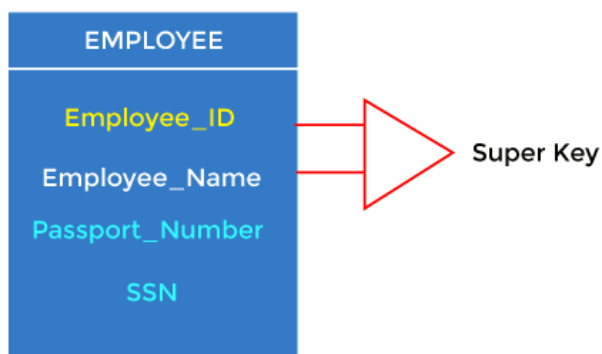 EMPLOYEE
Employee_ID
Employee_Name
Passport_Number
SSN
Super Key